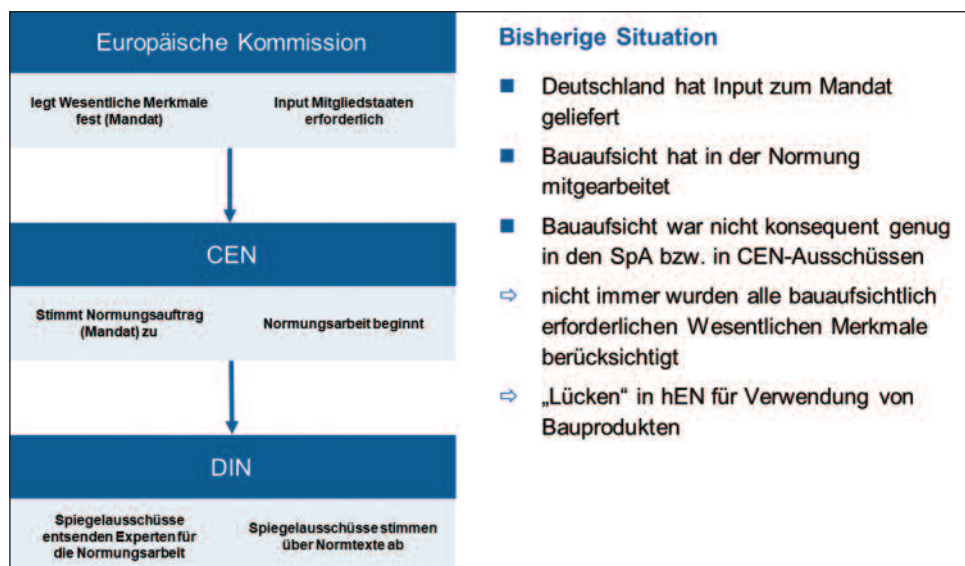 Europäische Kommission
legt Wesentliche Merkmale
fest (Mandat)
Input Mitgliedstaaten
erforderlich
CEN
Stimmt Normungsauftrag
(Mandat) zu
Normungsarbeit beginnt
DIN
Spiegelausschüsse
entsenden Experten für
die Normungsarbeit
Spiegelausschüsse stimmen
über Normtexte ab
Bisherige Situation
Deutschland hat Input zum Mandat
geliefert
Bauaufsicht hat in der Normung
mitgearbeitet
Bauaufsicht war nicht konsequent genug
in den SpA bzw. in CEN-Ausschüssen
nicht immer wurden alle bauaufsichtlich
erforderlichen Wesentlichen Merkmale
berücksichtigt
„Lücken“ in hEN für Verwendung von
Bauprodukten